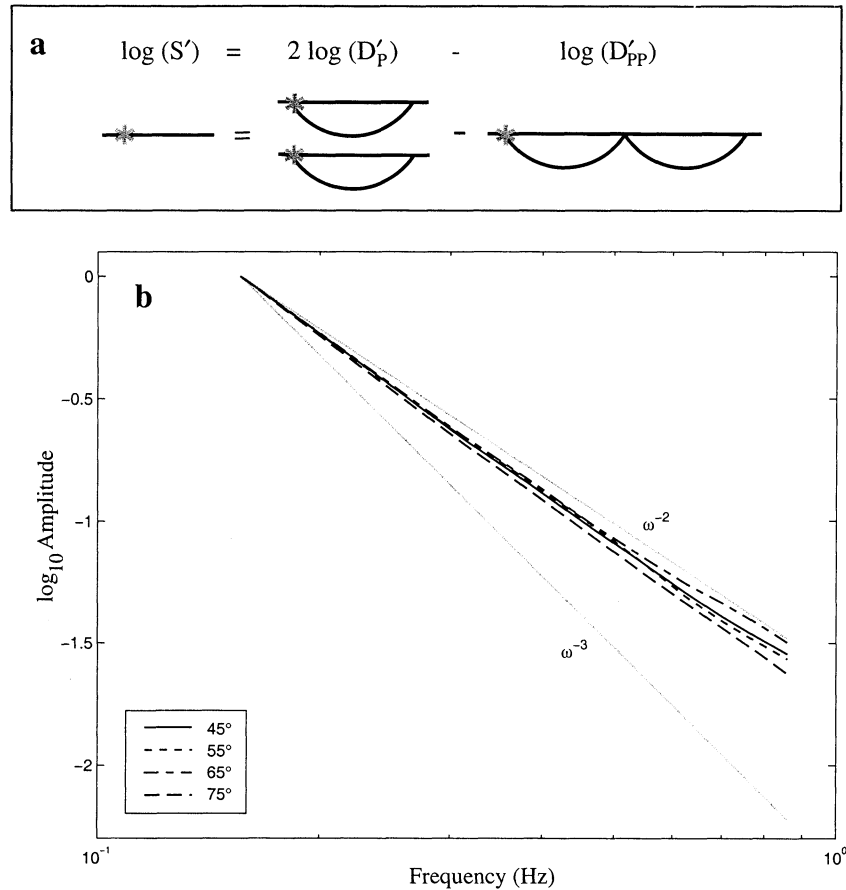 a
log (S′) = 2 log (D′P) - log (D′PP)
= -
b
0
−0.5
−1
−1.5
−2
log10 Amplitude
ω−2
ω−3
45°
55°
65°
75°
10−1
100
Frequency (Hz)